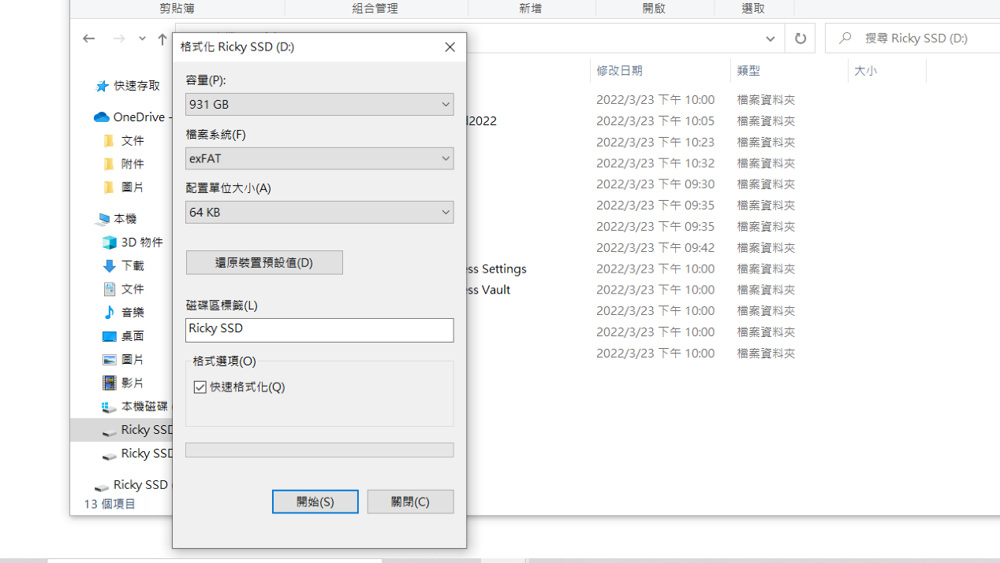 剪貼簿 組合管理 新增 開啟 選取
搜尋 Ricky SSD (D:)
格式化 Ricky SSD (D:)
容量(P):
931 GB
檔案系統(F)
exFAT
配置單位大小(A)
64 KB
還原裝置預設值(D)
磁碟區標籤(L)
Ricky SSD
格式選項(O)
快速格式化(Q)
開始(S) 關閉(C)
快速存取
OneDrive -
文件
附件
圖片
本機
3D 物件
下載
文件
音樂
桌面
圖片
影片
本機磁碟
Ricky SSD
Ricky SSD
Ricky SSD
13 個項目
修改日期 類型 大小
2022/3/23 下午 10:00 檔案資料夾
2022 2022/3/23 下午 10:05 檔案資料夾
2022/3/23 下午 10:23 檔案資料夾
2022/3/23 下午 10:32 檔案資料夾
2022/3/23 下午 09:30 檔案資料夾
2022/3/23 下午 09:35 檔案資料夾
2022/3/23 下午 09:35 檔案資料夾
2022/3/23 下午 09:42 檔案資料夾
ess Settings 2022/3/23 下午 10:00 檔案資料夾
ess Vault 2022/3/23 下午 10:00 檔案資料夾
2022/3/23 下午 10:00 檔案資料夾
2022/3/23 下午 10:00 檔案資料夾
2022/3/23 下午 10:00 檔案資料夾